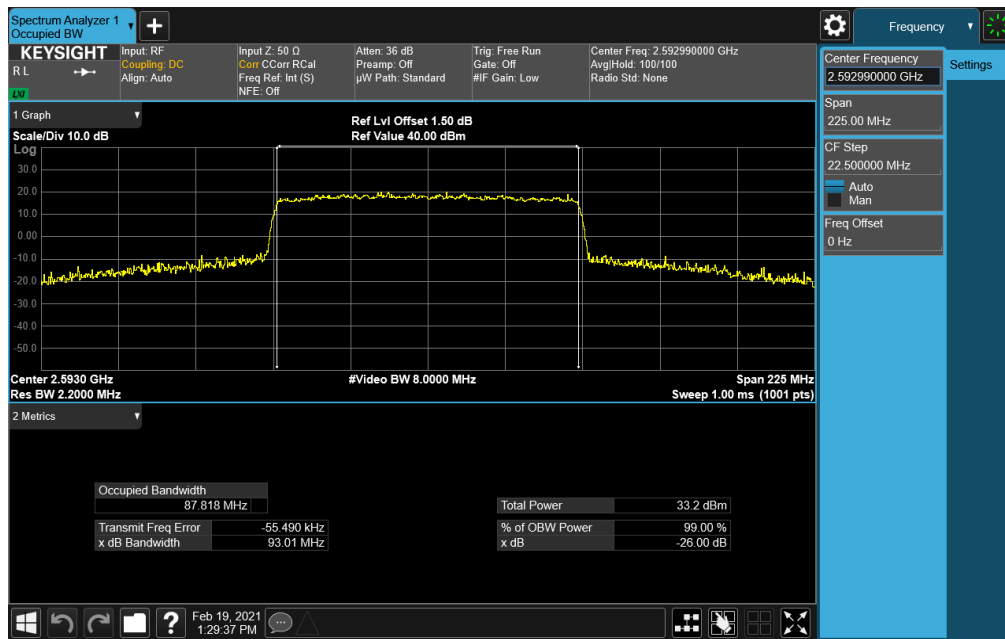 Spectrum Analyzer 1
Occupied BW
+
Frequency
KEYSIGHT
R L
LXI
Input: RF
Coupling: DC
Align: Auto
Input Z: 50 Ω
Corr CCorr RCal
Freq Ref: Int (S)
NFE: Off
Atten: 36 dB
Preamp: Off
µW Path: Standard
Trig: Free Run
Gate: Off
#IF Gain: Low
Center Freq: 2.592990000 GHz
Avg|Hold: 100/100
Radio Std: None
Center Frequency
2.592990000 GHz
Settings
Span
225.00 MHz
CF Step
22.500000 MHz
Auto
Man
Freq Offset
0 Hz
1 Graph
Scale/Div 10.0 dB
Ref Lvl Offset 1.50 dB
Ref Value 40.00 dBm
Log
30.0
20.0
10.0
0.00
-10.0
-20.0
-30.0
-40.0
-50.0
Center 2.5930 GHz
#Video BW 8.0000 MHz
Span 225 MHz
Res BW 2.2000 MHz
Sweep 1.00 ms (1001 pts)
2 Metrics
Occupied Bandwidth
87.818 MHz
Total Power 33.2 dBm
Transmit Freq Error -55.490 kHz
% of OBW Power 99.00 %
x dB Bandwidth 93.01 MHz
x dB -26.00 dB
?
Feb 19, 2021
1:29:37 PM